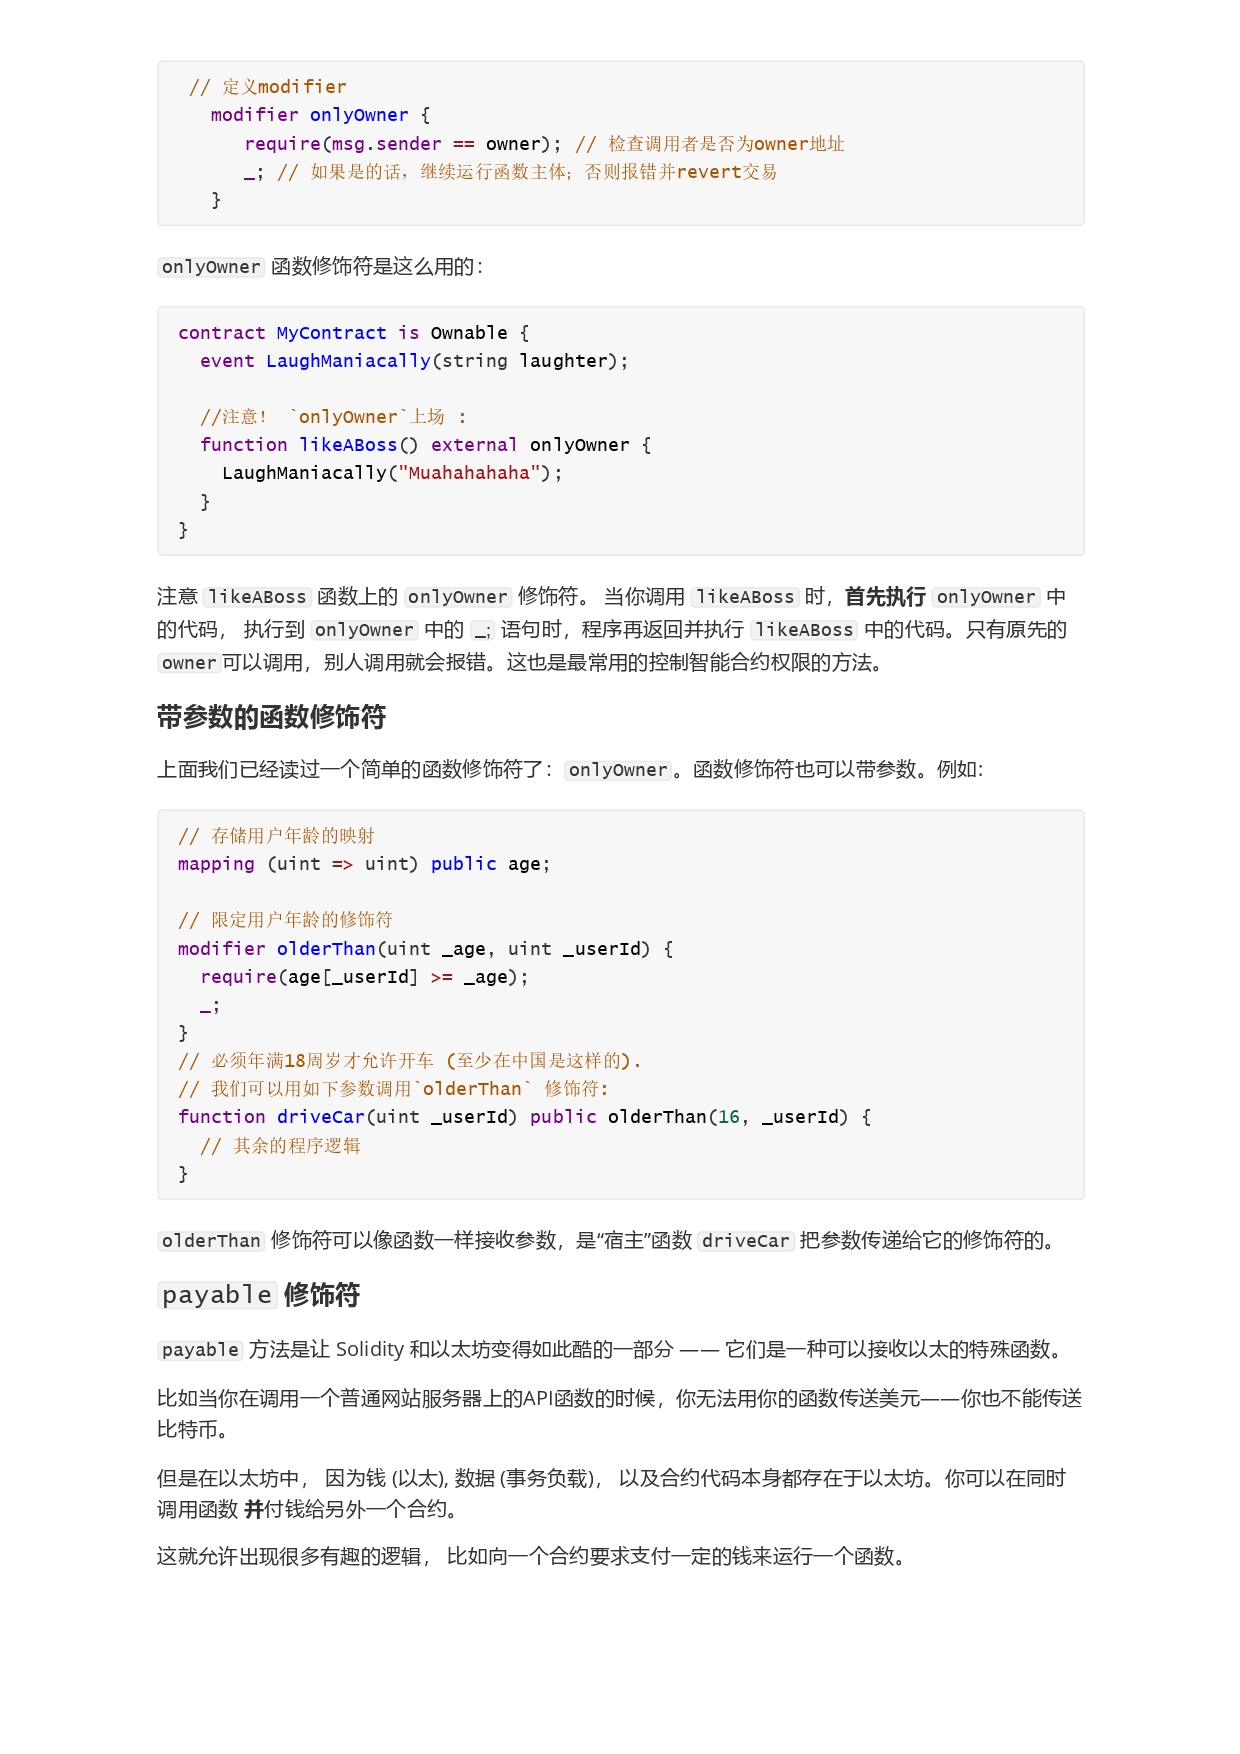 // 定义modifier
modifier onlyOwner {
require(msg.sender == owner); // 检查调用者是否为owner地址
_; // 如果是的话，继续运行函数主体；否则报错并revert交易
}
onlyOwner 函数修饰符是这么用的：
contract MyContract is Ownable {
event LaughManiacally(string laughter);
//注意！ `onlyOwner`上场 :
function likeABoss() external onlyOwner {
LaughManiacally("Muahahahaha");
}
}
注意 likeABoss 函数上的 onlyOwner 修饰符。 当你调用 likeABoss 时，首先执行 onlyOwner 中
的代码， 执行到 onlyOwner 中的 _; 语句时，程序再返回并执行 likeABoss 中的代码。只有原先的
owner可以调用，别人调用就会报错。这也是最常用的控制智能合约权限的方法。
带参数的函数修饰符
上面我们已经读过一个简单的函数修饰符了：onlyOwner。函数修饰符也可以带参数。例如：
// 存储用户年龄的映射
mapping (uint => uint) public age;
// 限定用户年龄的修饰符
modifier olderThan(uint _age, uint _userId) {
require(age[_userId] >= _age);
_;
}
// 必须年满18周岁才允许开车 (至少在中国是这样的).
// 我们可以用如下参数调用`olderThan` 修饰符:
function driveCar(uint _userId) public olderThan(16, _userId) {
// 其余的程序逻辑
}
olderThan 修饰符可以像函数一样接收参数，是“宿主”函数 driveCar 把参数传递给它的修饰符的。
payable 修饰符
payable 方法是让 Solidity 和以太坊变得如此酷的一部分 —— 它们是一种可以接收以太的特殊函数。
比如当你在调用一个普通网站服务器上的API函数的时候，你无法用你的函数传送美元——你也不能传送
比特币。
但是在以太坊中， 因为钱 (以太), 数据 (事务负载)， 以及合约代码本身都存在于以太坊。你可以在同时
调用函数 并付钱给另外一个合约。
这就允许出现很多有趣的逻辑， 比如向一个合约要求支付一定的钱来运行一个函数。